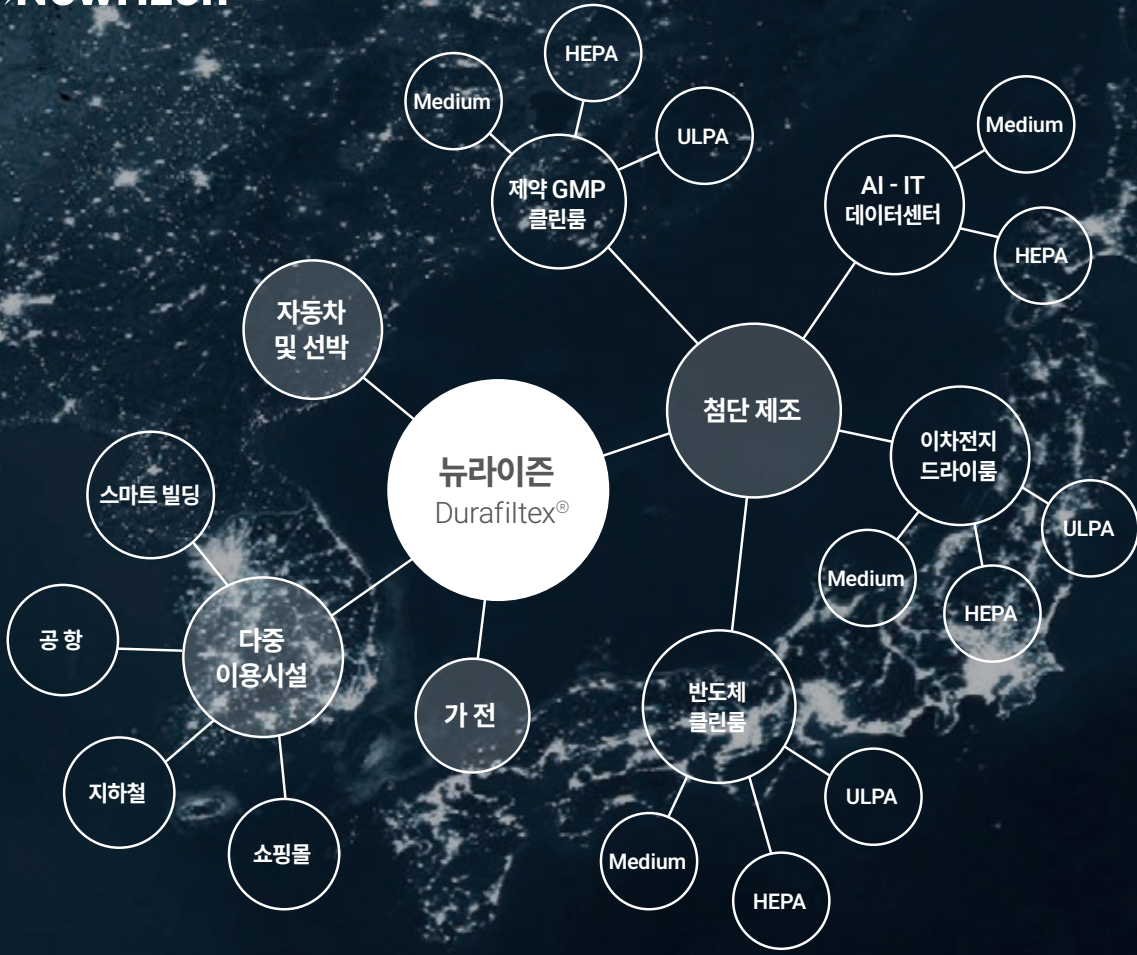 HEPA
Medium
ULPA
제약 GMP
클린룸
Medium
AI - IT
데이터센터
HEPA
자동차
및 선박
첨단 제조
이차전지
드라이룸
ULPA
Medium
HEPA
뉴라이즌
Durafiltex®
스마트 빌딩
공 항
다중
이용시설
지하철
쇼핑몰
가 전
반도체
클린룸
ULPA
Medium
HEPA